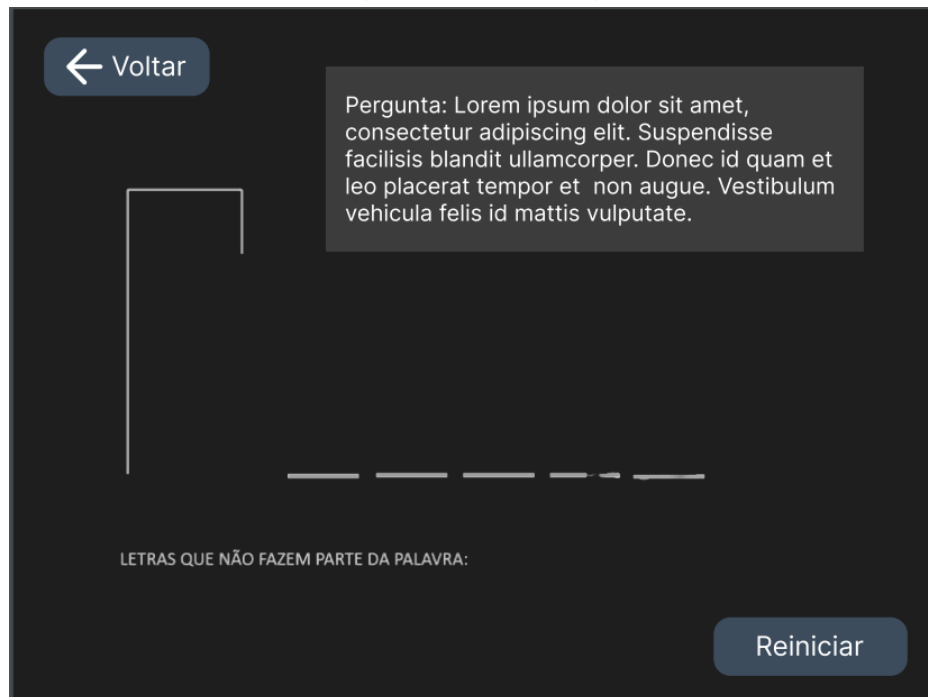 Voltar
Pergunta: Lorem ipsum dolor sit amet,
consectetur adipiscing elit. Suspendisse
facilisis blandit ullamcorper. Donec id quam et
leo placerat tempor et  non augue. Vestibulum
vehicula felis id mattis vulputate.
LETRAS QUE NÃO FAZEM PARTE DA PALAVRA:
Reiniciar